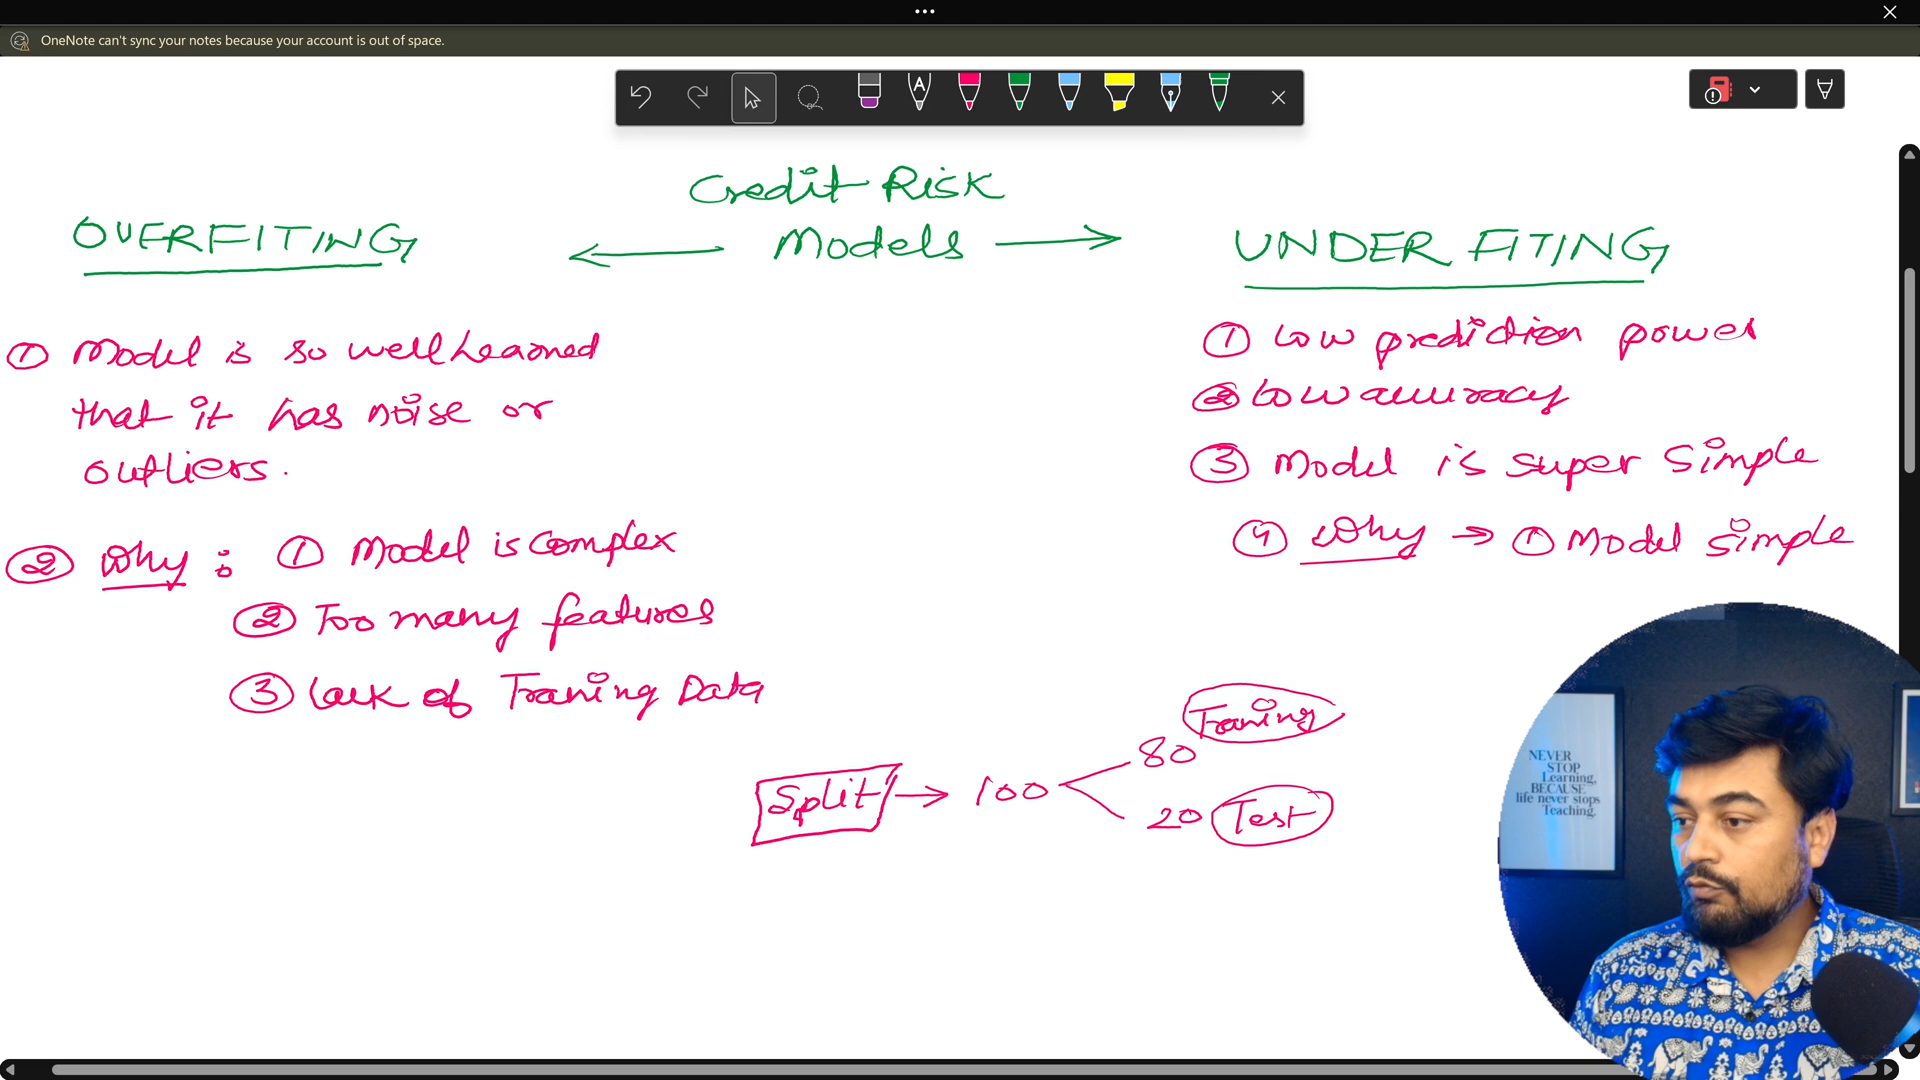 OneNote can't sync your notes because your account is out of space.
Credit Risk
Models
OVERFITING
① Model is so well Learned
that it has noise or
outliers.
② Why : ① Model is Complex
② Too many features
③ Lack of Traning Data
UNDER FITING
① Low prediction power
② Low accuracy
③ Model is super simple
④ Why → ① Model simple
Split → 100
80 Traning
20 Test
NEVER
STOP
Learning,
BECAUSE
life never stops
Teaching.